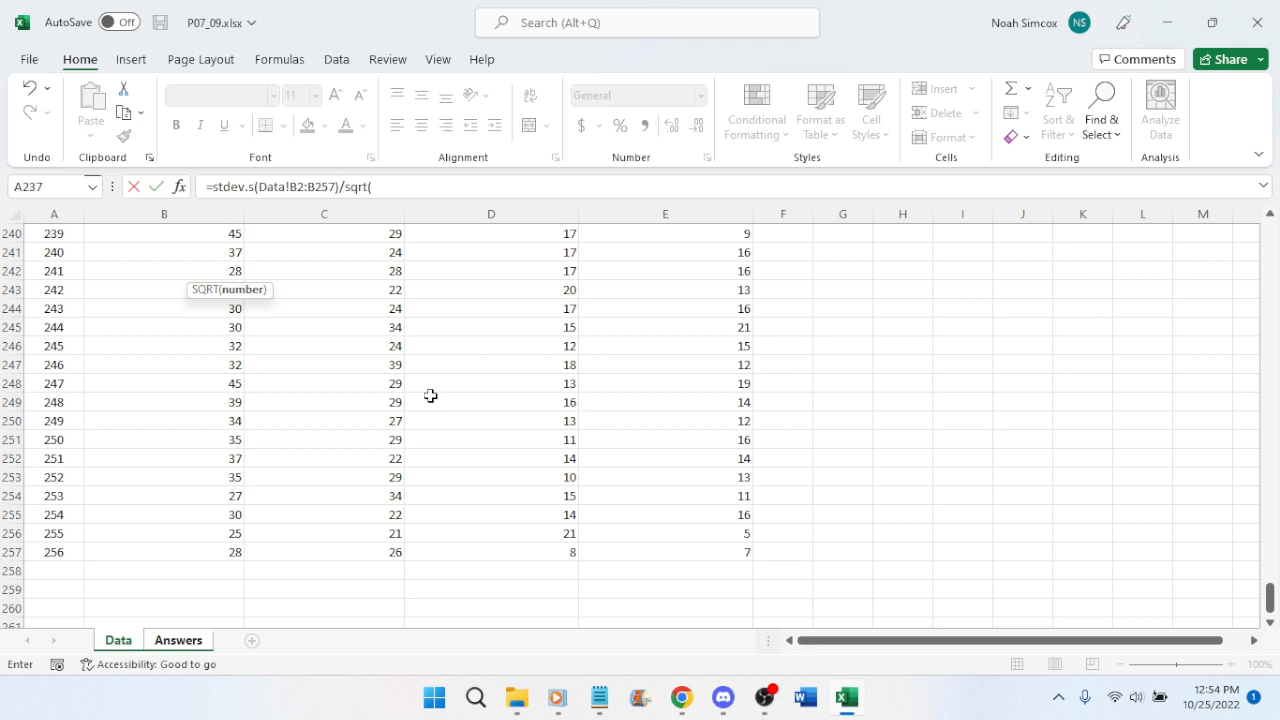 AutoSave Off P07_09.xlsx Search (Alt+Q) Noah Simcox NS
File Home Insert Page Layout Formulas Data Review View Help Comments Share
Undo Paste Clipboard 11 Font Alignment General Number Conditional Formatting Format as Table Cell Styles Styles Insert Delete Format Cells Sort & Filter Find & Select Editing Analyze Data Analysis
A237 =stdev.s(Data!B2:B257)/sqrt(
A B C D E F G H I J K L M
240 239 45 29 17 9
241 240 37 24 17 16
242 241 28 28 17 16
243 242 SQRT(number) 22 20 13
244 243 30 24 17 16
245 244 30 34 15 21
246 245 32 24 12 15
247 246 32 39 18 12
248 247 45 29 13 19
249 248 39 29 16 14
250 249 34 27 13 12
251 250 35 29 11 16
252 251 37 22 14 14
253 252 35 29 10 13
254 253 27 34 15 11
255 254 30 22 14 16
256 255 25 21 21 5
257 256 28 26 8 7
258
259
260
261
Data Answers
Enter Accessibility: Good to go 100%
12:54 PM
10/25/2022 1